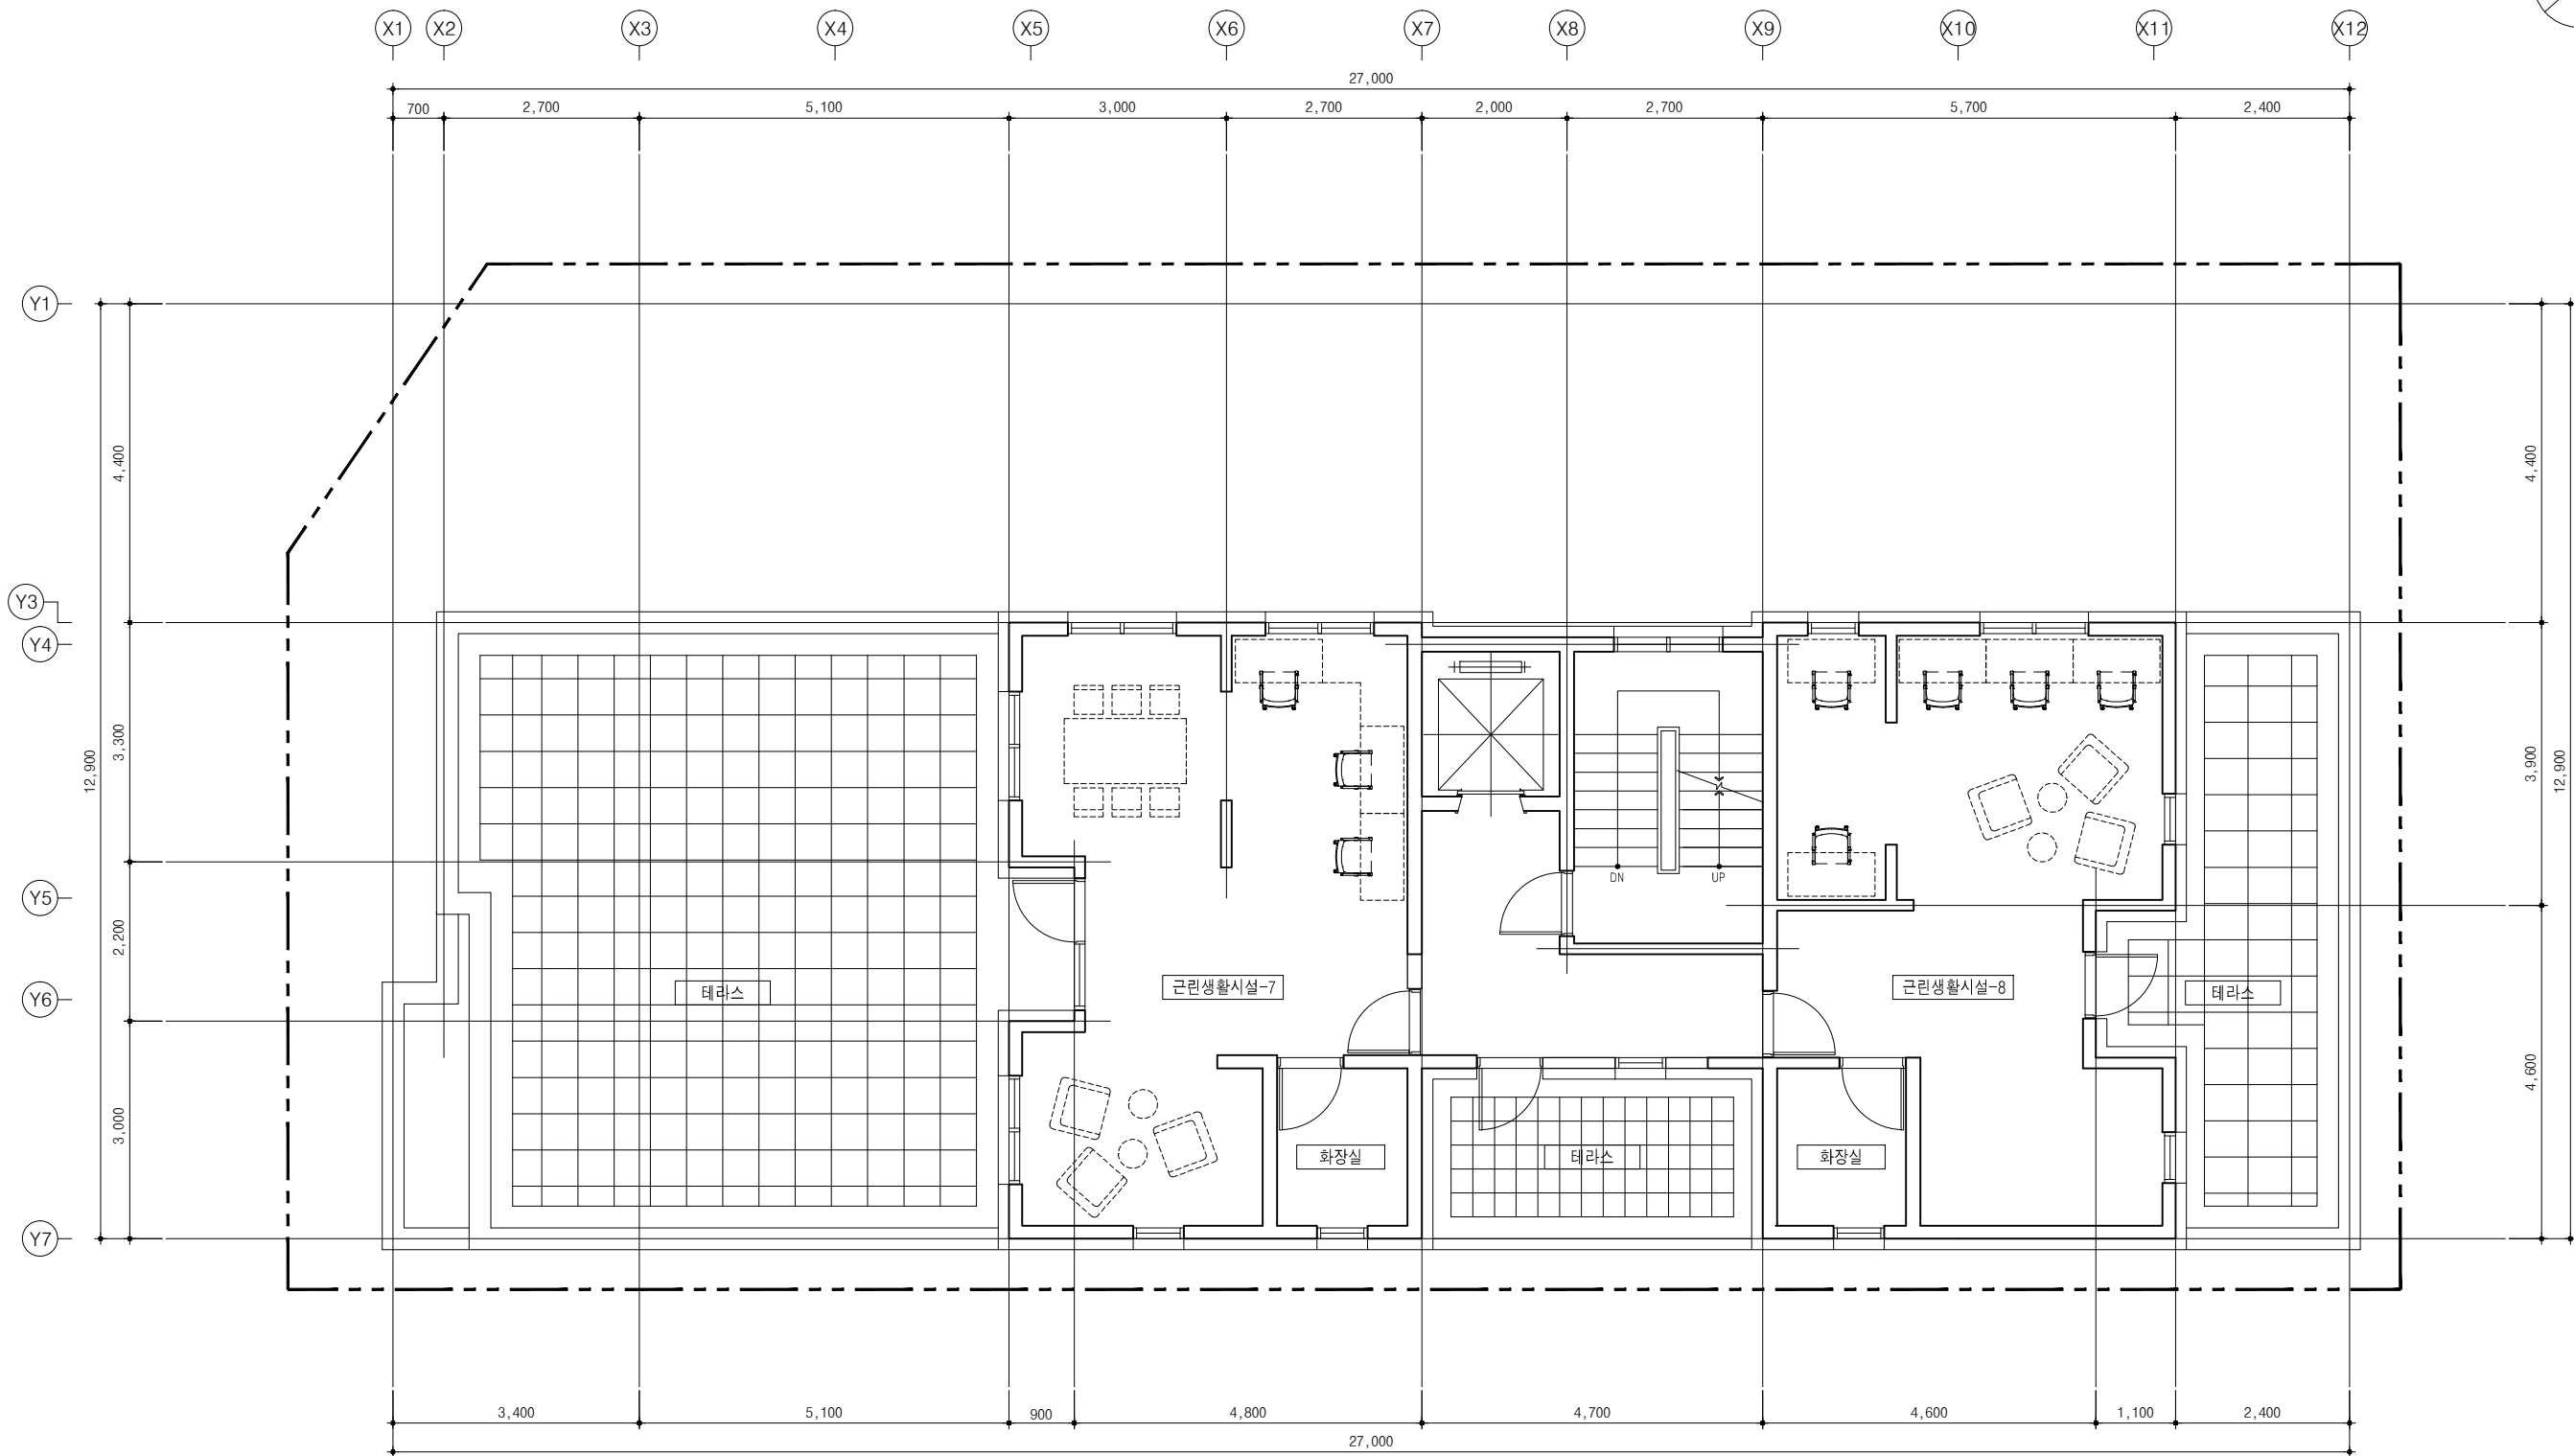 X1 X2 X3 X4 X5 X6 X7 X8 X9 X10 X11 X12
27,000
700 2,700 5,100 3,000 2,700 2,000 2,700 5,700 2,400
Y1
Y3
Y4
Y5
Y6
Y7
12,900
4,400
3,300
2,200
3,000
4,400
3,900
4,600
12,900
DN UP
테라스
근린생활시설-7
근린생활시설-8
테라스
화장실
테라스
화장실
3,400 5,100 900 4,800 4,700 4,600 1,100 2,400
27,000